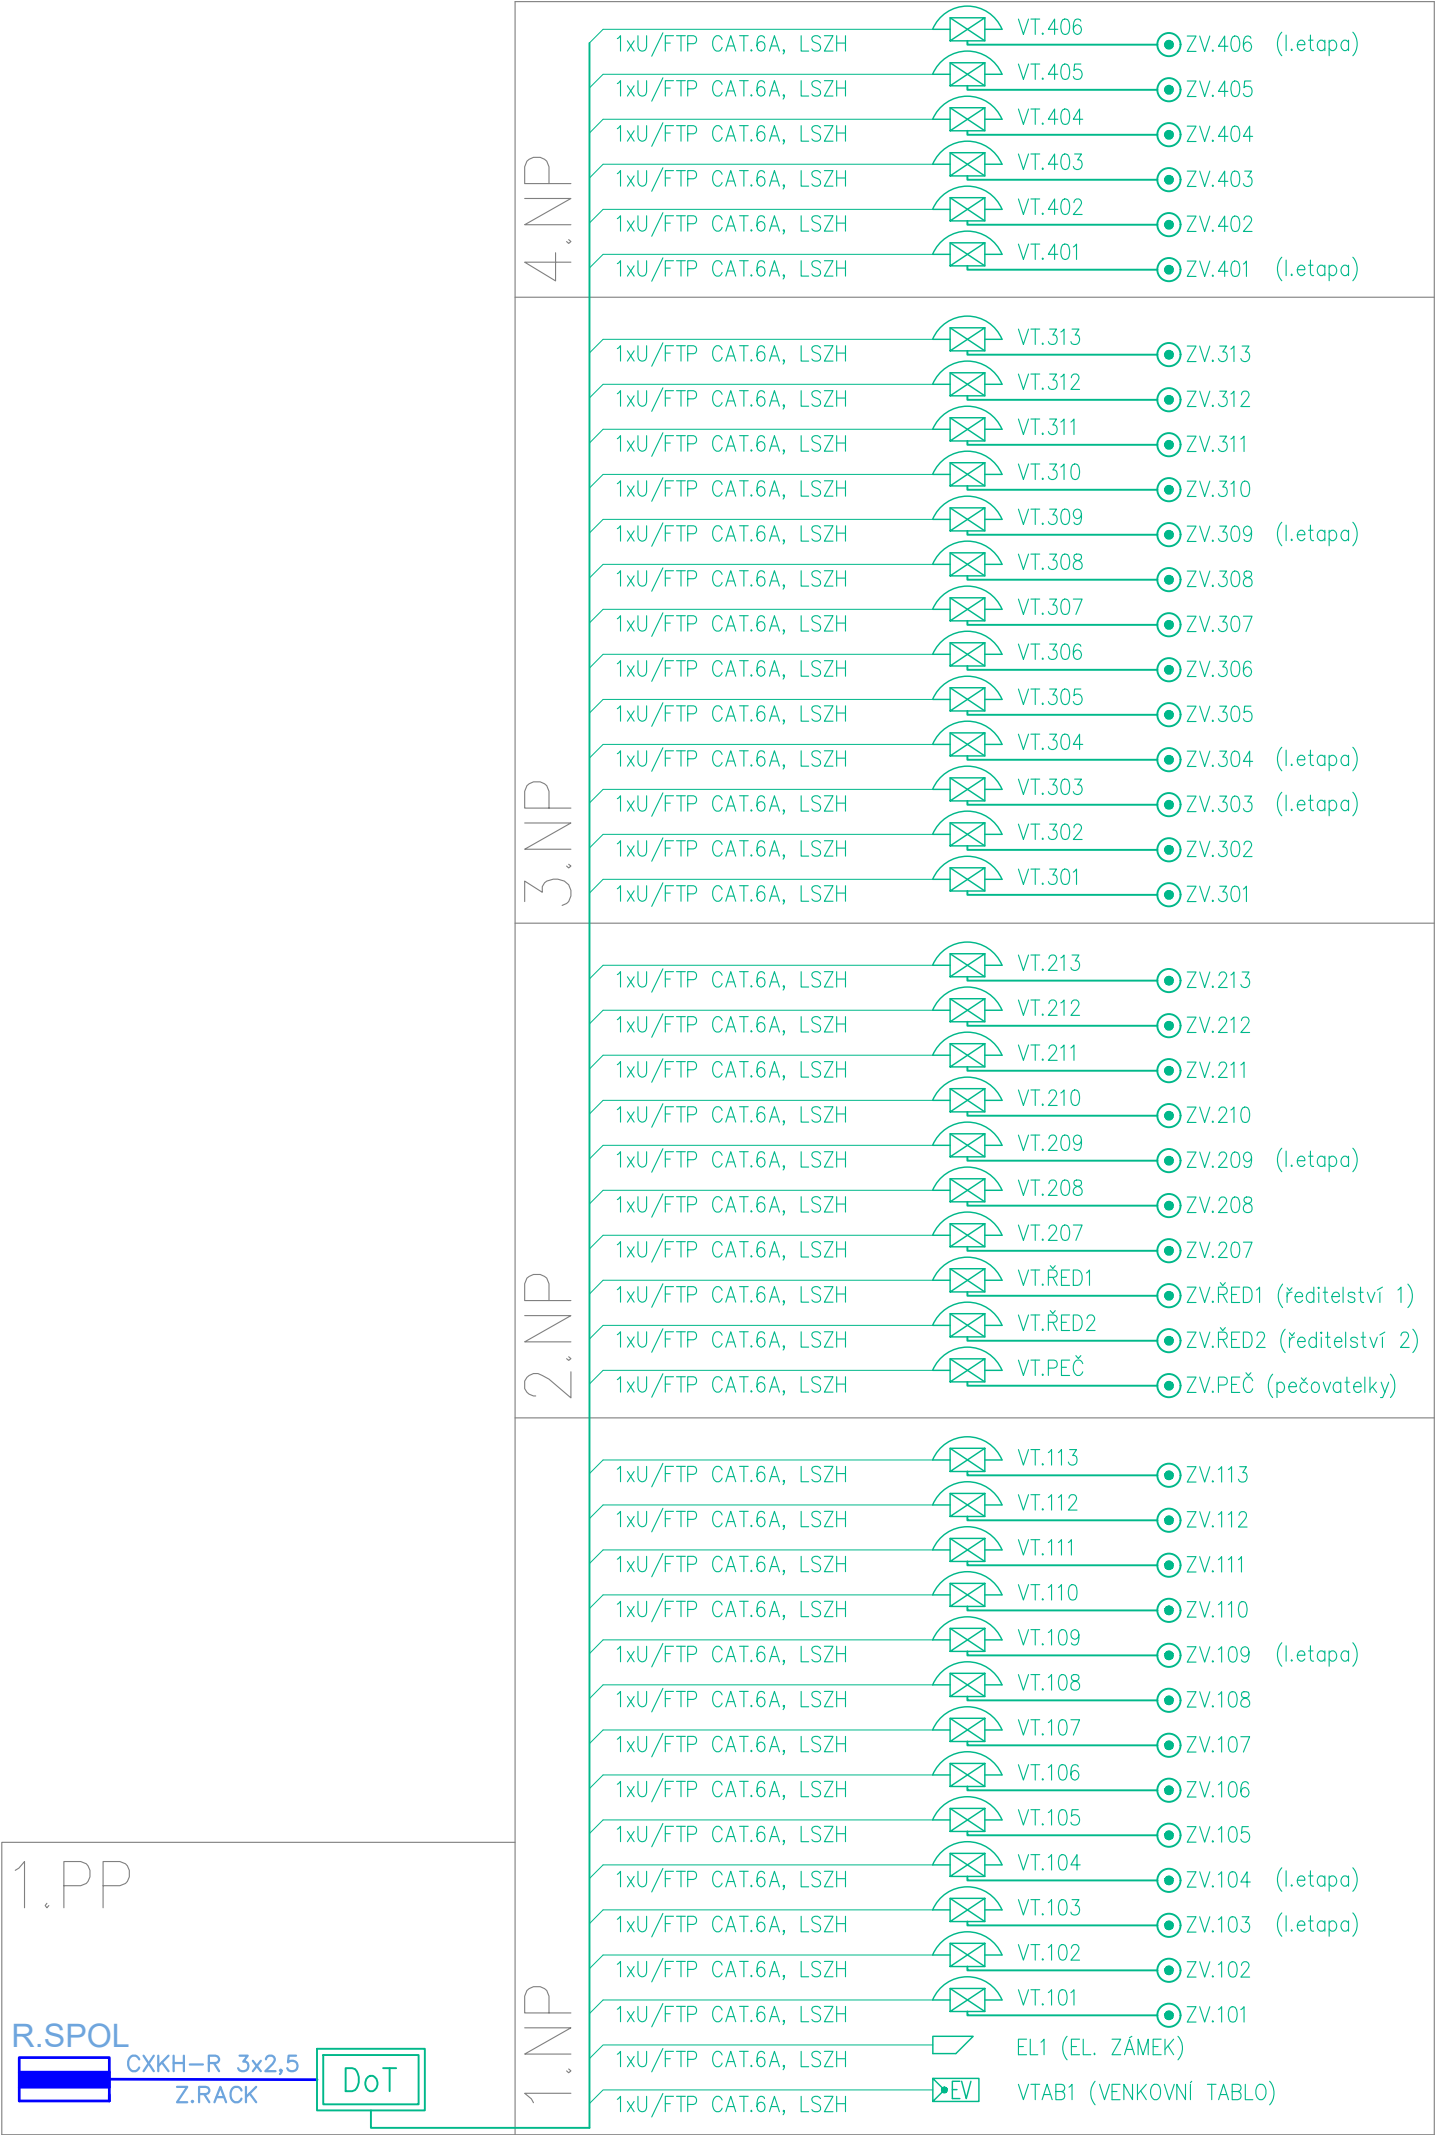 4.NP
VT.406
1xU/FTP CAT.6A, LSZH ZV.406 (I.etapa)
VT.405
1xU/FTP CAT.6A, LSZH ZV.405
VT.404
1xU/FTP CAT.6A, LSZH ZV.404
VT.403
1xU/FTP CAT.6A, LSZH ZV.403
VT.402
1xU/FTP CAT.6A, LSZH ZV.402
VT.401
1xU/FTP CAT.6A, LSZH ZV.401 (I.etapa)
3.NP
VT.313
1xU/FTP CAT.6A, LSZH ZV.313
VT.312
1xU/FTP CAT.6A, LSZH ZV.312
VT.311
1xU/FTP CAT.6A, LSZH ZV.311
VT.310
1xU/FTP CAT.6A, LSZH ZV.310
VT.309
1xU/FTP CAT.6A, LSZH ZV.309 (I.etapa)
VT.308
1xU/FTP CAT.6A, LSZH ZV.308
VT.307
1xU/FTP CAT.6A, LSZH ZV.307
VT.306
1xU/FTP CAT.6A, LSZH ZV.306
VT.305
1xU/FTP CAT.6A, LSZH ZV.305
VT.304
1xU/FTP CAT.6A, LSZH ZV.304 (I.etapa)
VT.303
1xU/FTP CAT.6A, LSZH ZV.303 (I.etapa)
VT.302
1xU/FTP CAT.6A, LSZH ZV.302
VT.301
1xU/FTP CAT.6A, LSZH ZV.301
2.NP
VT.213
1xU/FTP CAT.6A, LSZH ZV.213
VT.212
1xU/FTP CAT.6A, LSZH ZV.212
VT.211
1xU/FTP CAT.6A, LSZH ZV.211
VT.210
1xU/FTP CAT.6A, LSZH ZV.210
VT.209
1xU/FTP CAT.6A, LSZH ZV.209 (I.etapa)
VT.208
1xU/FTP CAT.6A, LSZH ZV.208
VT.207
1xU/FTP CAT.6A, LSZH ZV.207
VT.ŘED1
1xU/FTP CAT.6A, LSZH ZV.ŘED1 (ředitelství 1)
VT.ŘED2
1xU/FTP CAT.6A, LSZH ZV.ŘED2 (ředitelství 2)
VT.PEČ
1xU/FTP CAT.6A, LSZH ZV.PEČ (pečovatelky)
1.NP
VT.113
1xU/FTP CAT.6A, LSZH ZV.113
VT.112
1xU/FTP CAT.6A, LSZH ZV.112
VT.111
1xU/FTP CAT.6A, LSZH ZV.111
VT.110
1xU/FTP CAT.6A, LSZH ZV.110
VT.109
1xU/FTP CAT.6A, LSZH ZV.109 (I.etapa)
VT.108
1xU/FTP CAT.6A, LSZH ZV.108
VT.107
1xU/FTP CAT.6A, LSZH ZV.107
VT.106
1xU/FTP CAT.6A, LSZH ZV.106
VT.105
1xU/FTP CAT.6A, LSZH ZV.105
VT.104
1xU/FTP CAT.6A, LSZH ZV.104 (I.etapa)
VT.103
1xU/FTP CAT.6A, LSZH ZV.103 (I.etapa)
VT.102
1xU/FTP CAT.6A, LSZH ZV.102
VT.101
1xU/FTP CAT.6A, LSZH ZV.101
EL1 (EL. ZÁMEK)
1xU/FTP CAT.6A, LSZH
EV VTAB1 (VENKOVNÍ TABLO)
1xU/FTP CAT.6A, LSZH
1.PP
R.SPOL
CXKH-R 3x2,5
Z.RACK
DoT